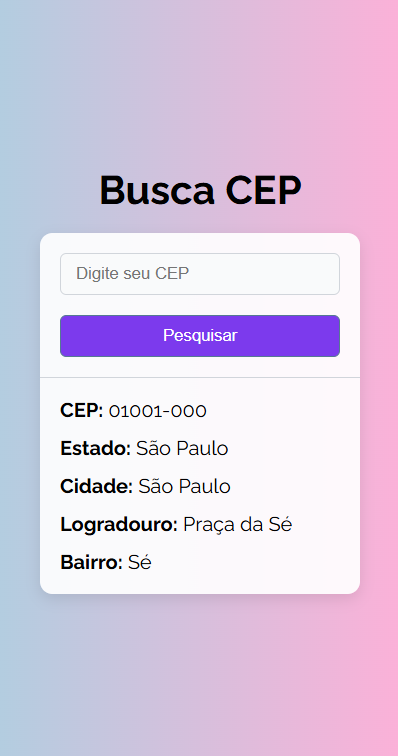 Busca CEP
Digite seu CEP
Pesquisar
CEP: 01001-000
Estado: São Paulo
Cidade: São Paulo
Logradouro: Praça da Sé
Bairro: Sé